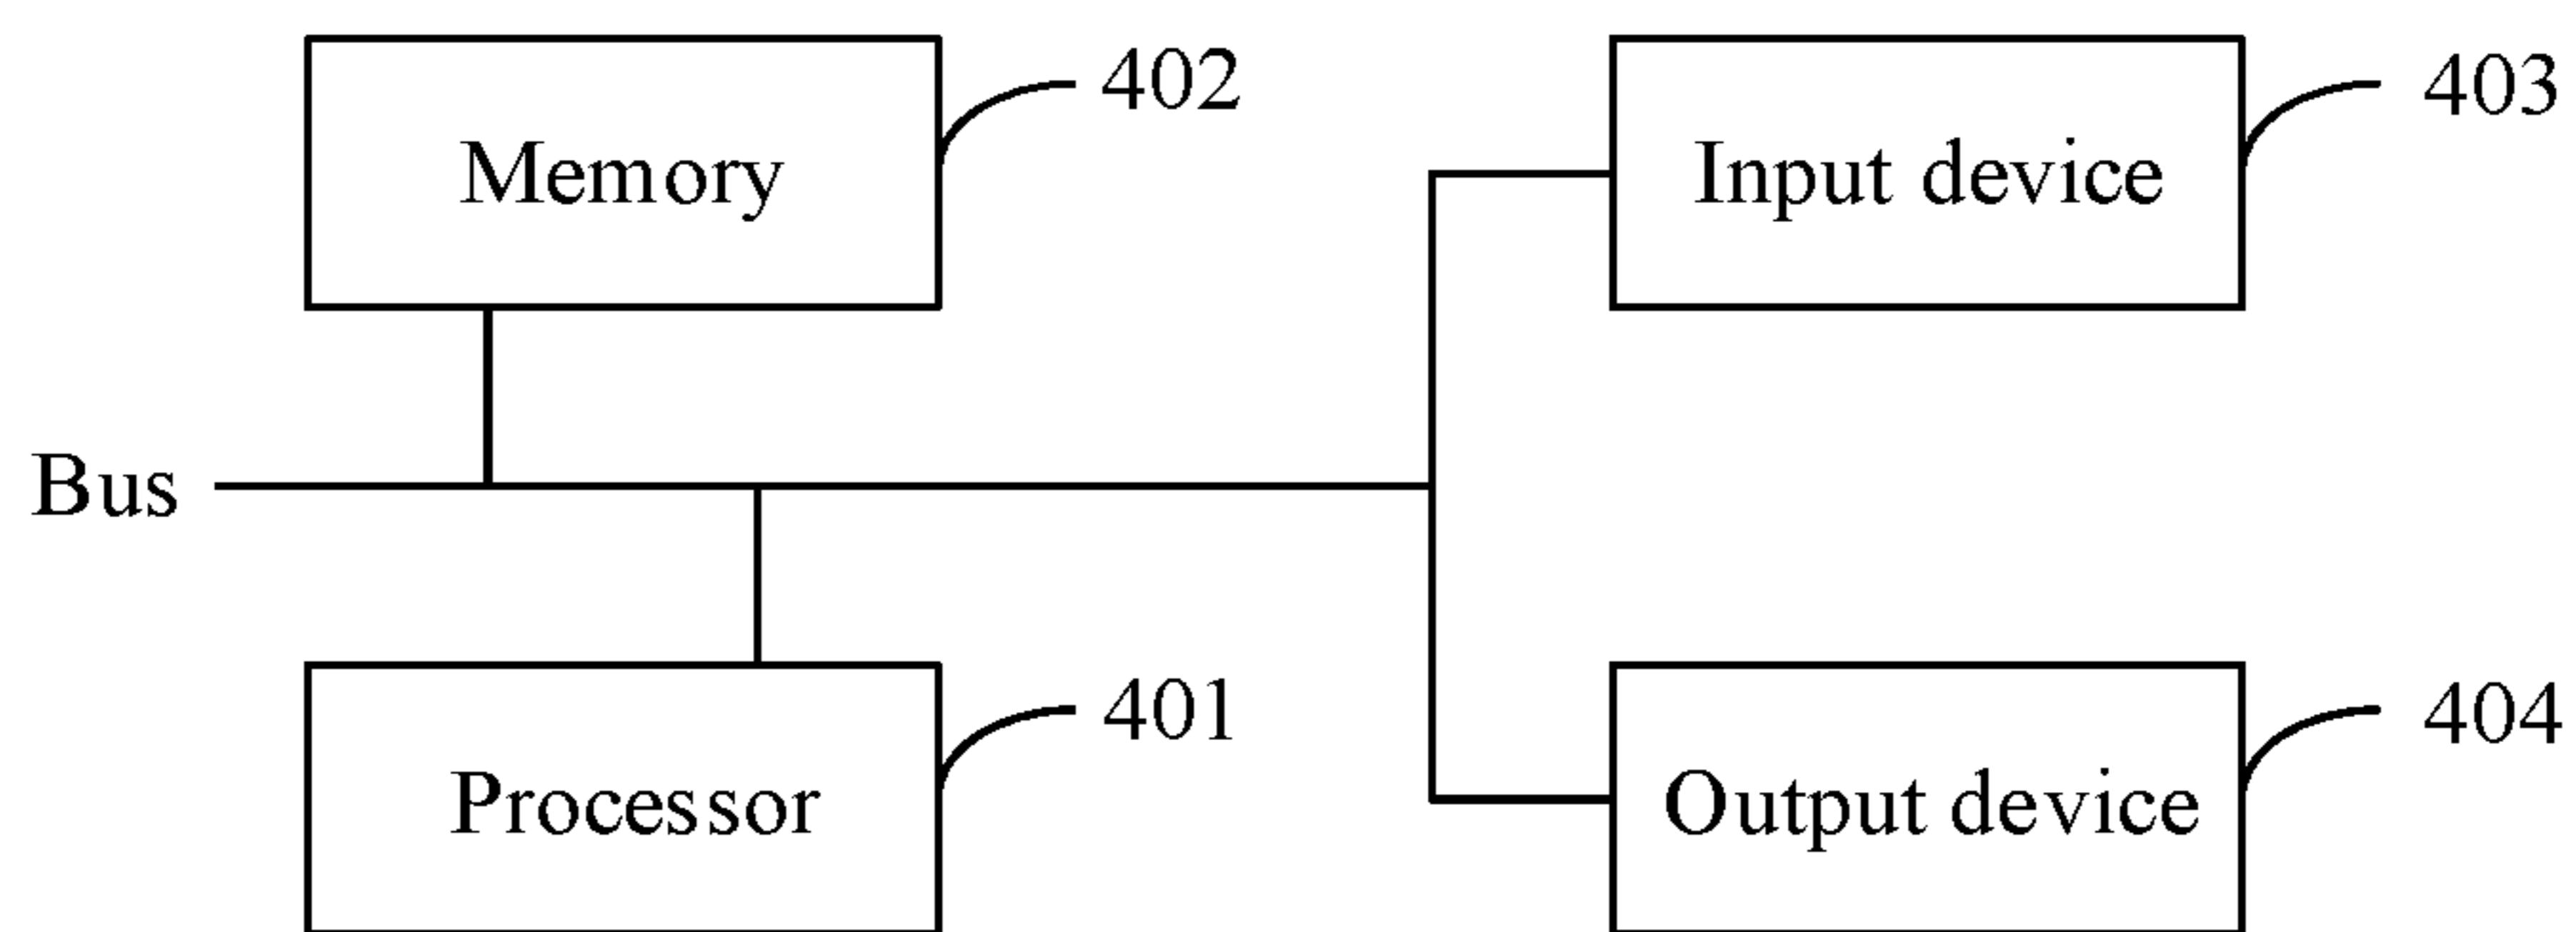 402
403
Memory
Input device
Bus
401
404
Processor
Output device